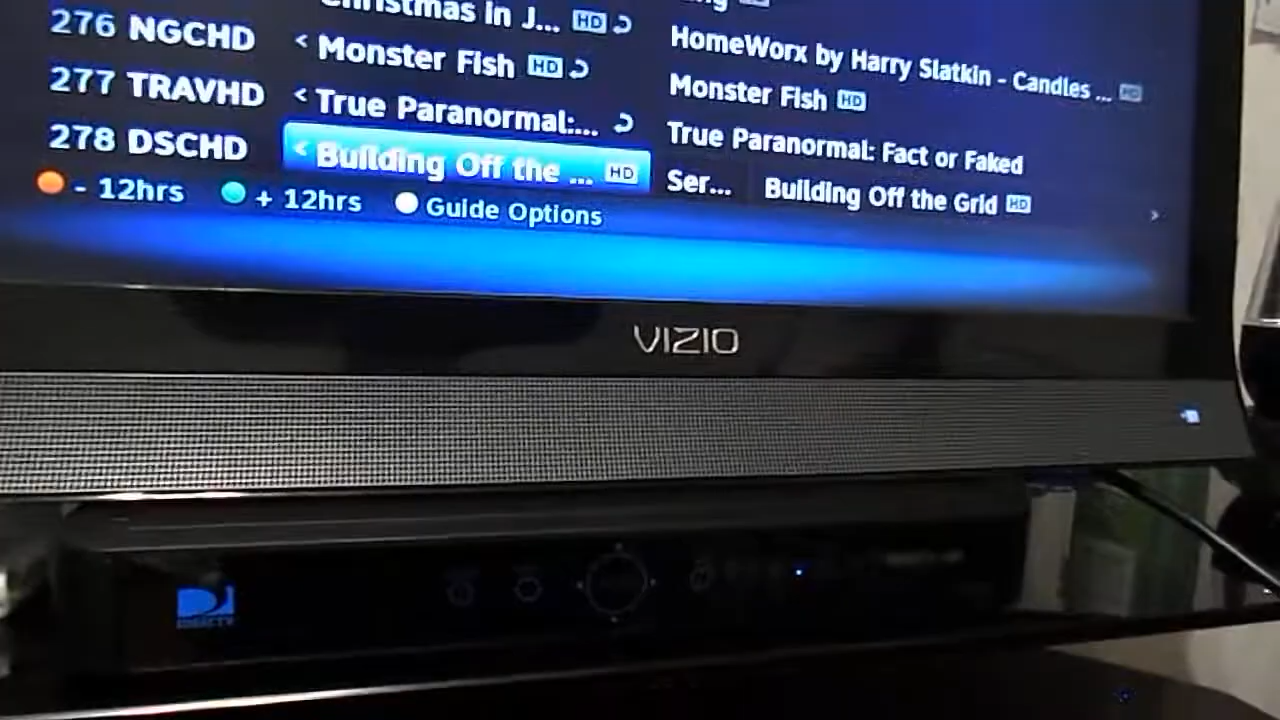 Christmas in J... HD
276 NGCHD < Monster Fish HD HomeWorx by Harry Slatkin - Candles ... HD
277 TRAVHD < True Paranormal:... Monster Fish HD
278 DSCHD < Building Off the ... HD True Paranormal: Fact or Faked
Ser... Building Off the Grid HD >
- 12hrs + 12hrs Guide Options
VIZIO
DIRECTV